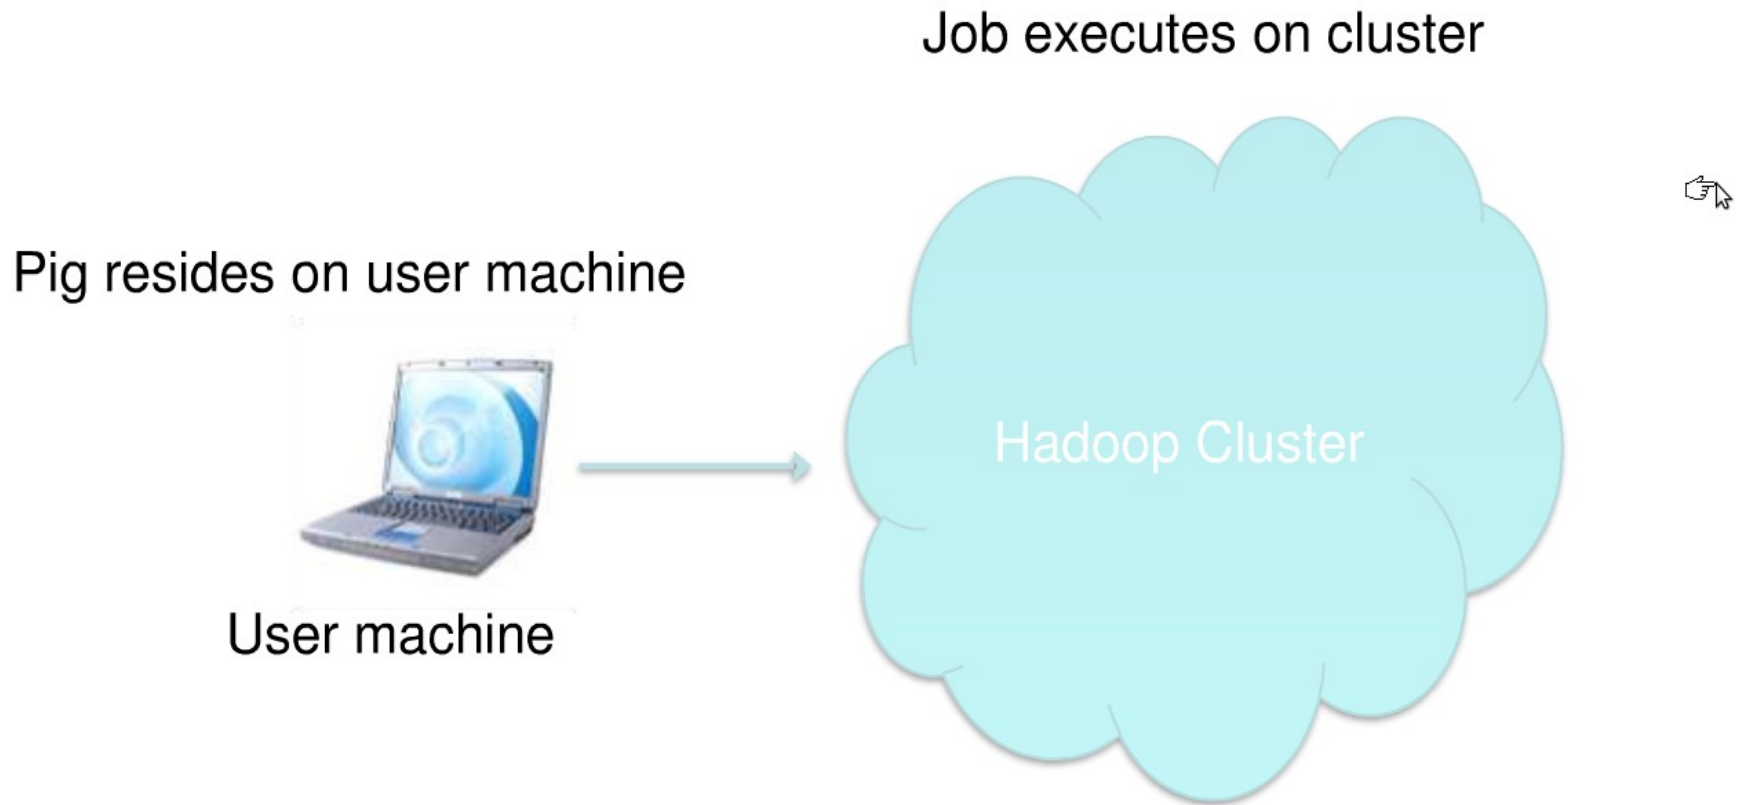 Job executes on cluster
Pig resides on user machine
Hadoop Cluster
User machine